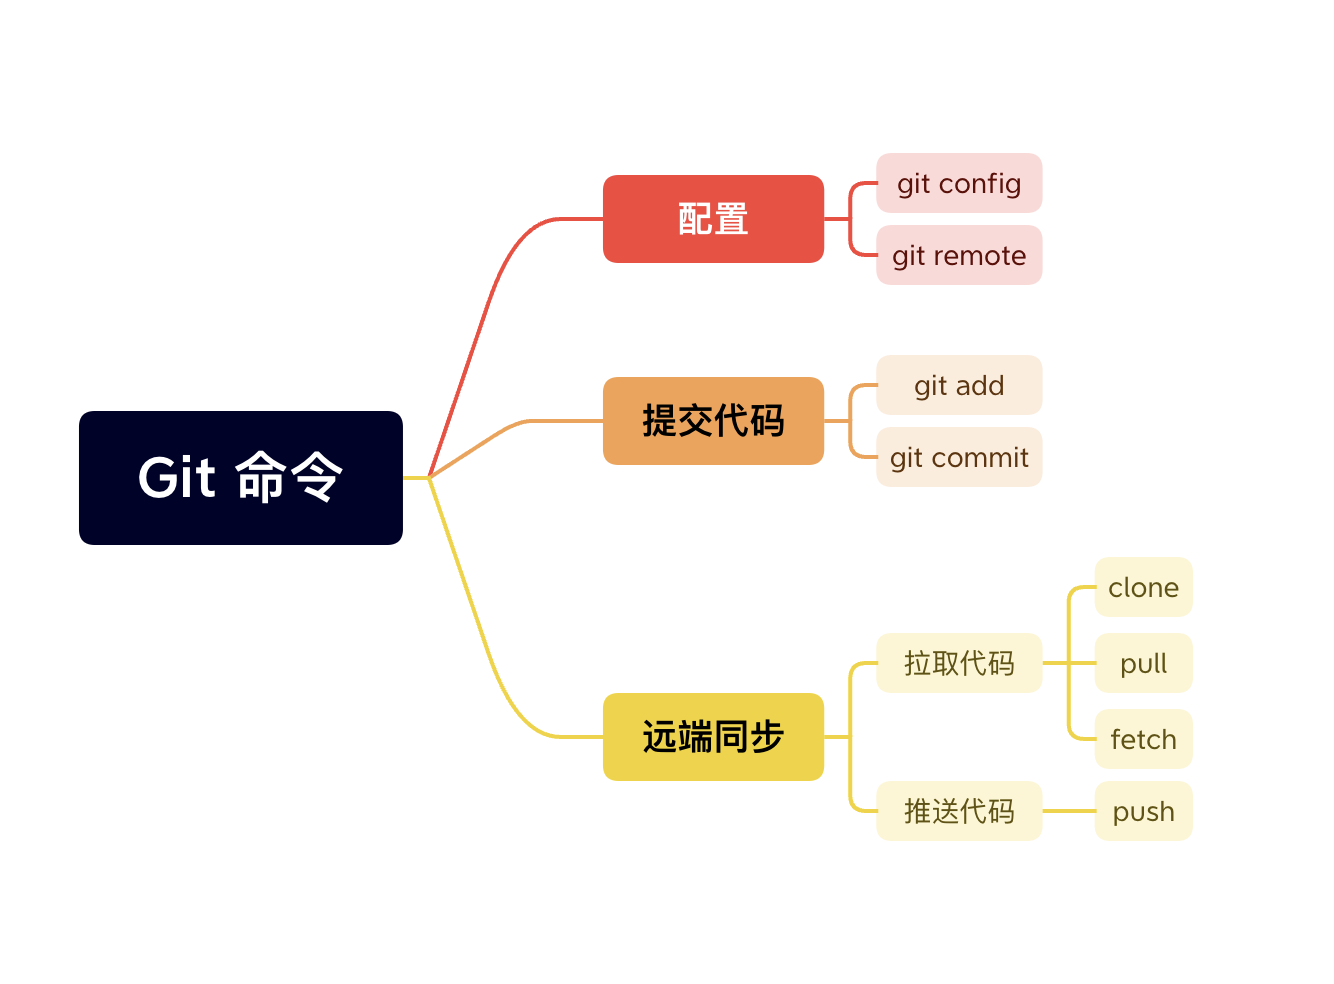 Git 命令
配置
git config
git remote
提交代码
git add
git commit
远端同步
拉取代码
clone
pull
fetch
推送代码
push